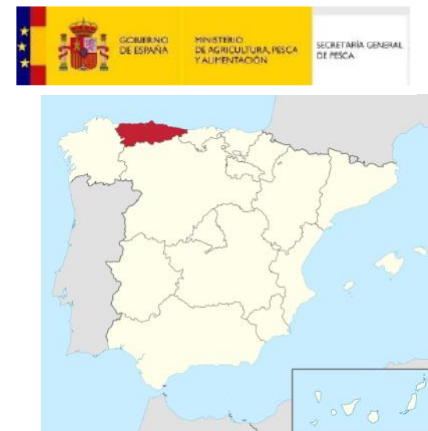 GOBIERNO
DE ESPAÑA
MINISTERIO
DE AGRICULTURA, PESCA
Y ALIMENTACIÓN
SECRETARÍA GENERAL
DE PESCA